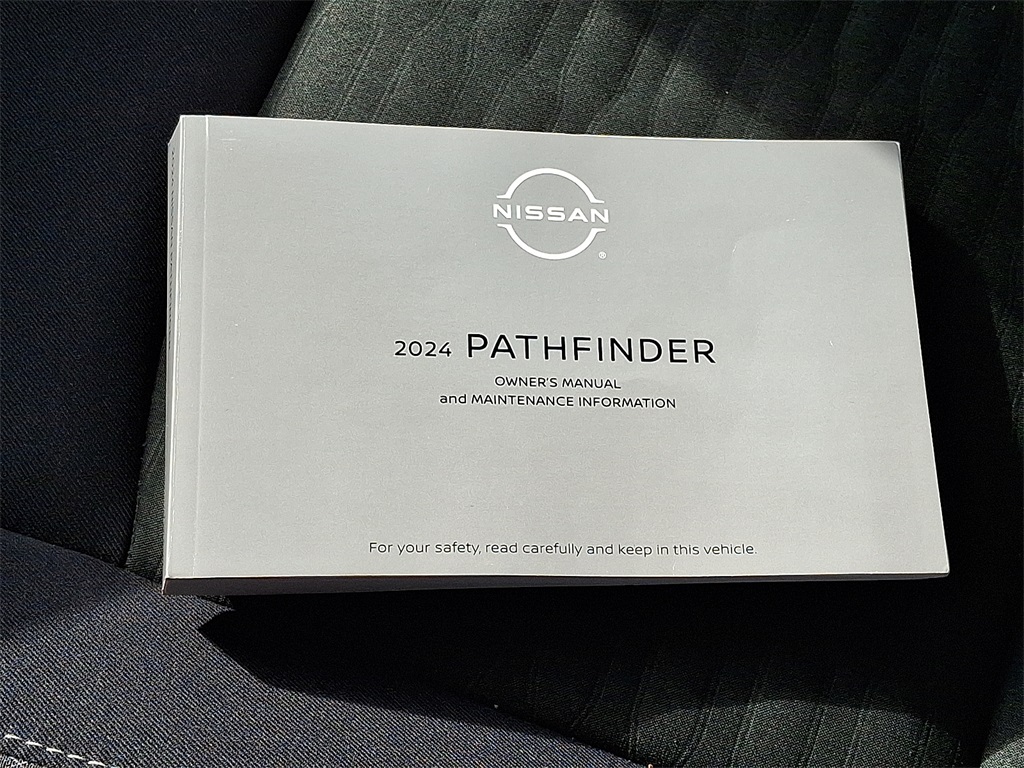 NISSAN
®
2024 PATHFINDER
OWNER'S MANUAL
and MAINTENANCE INFORMATION
For your safety, read carefully and keep in this vehicle.